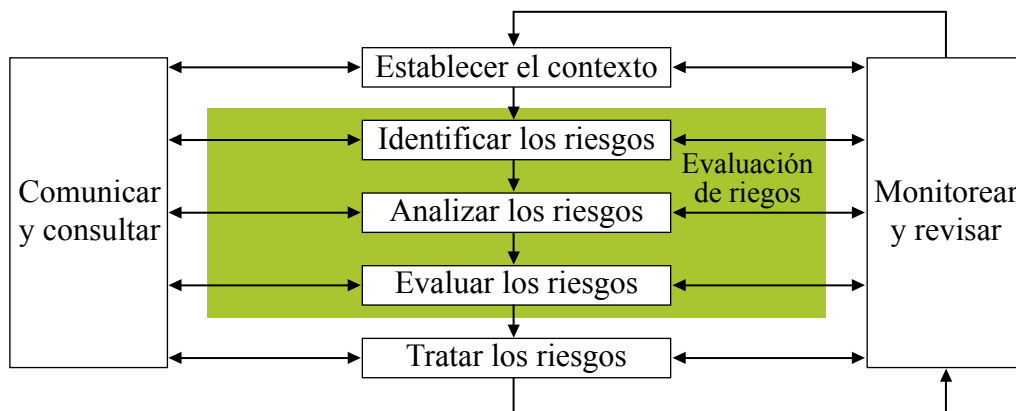 Establecer el contexto
Identificar los riesgos
Evaluación
de riegos
Analizar los riesgos
Evaluar los riesgos
Tratar los riesgos
Comunicar
y consultar
Monitorear
y revisar